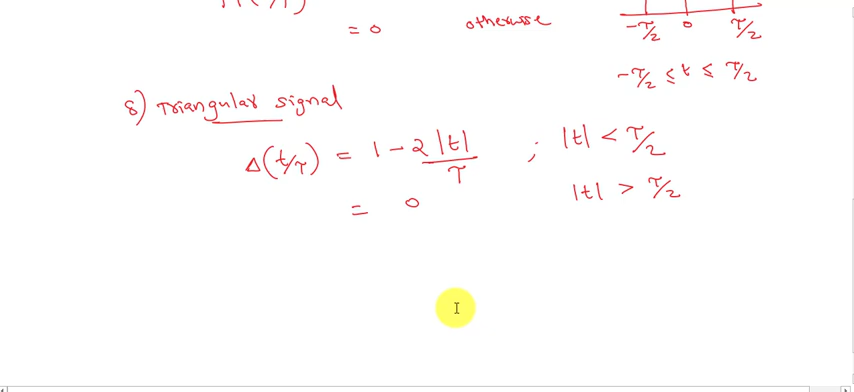 = 0 otherwise
-τ/2 0 τ/2
-τ/2 ≤ t ≤ τ/2
8) Triangular signal
Δ(t/τ) = 1 - 2|t|/τ ; |t| < τ/2
= 0 |t| > τ/2